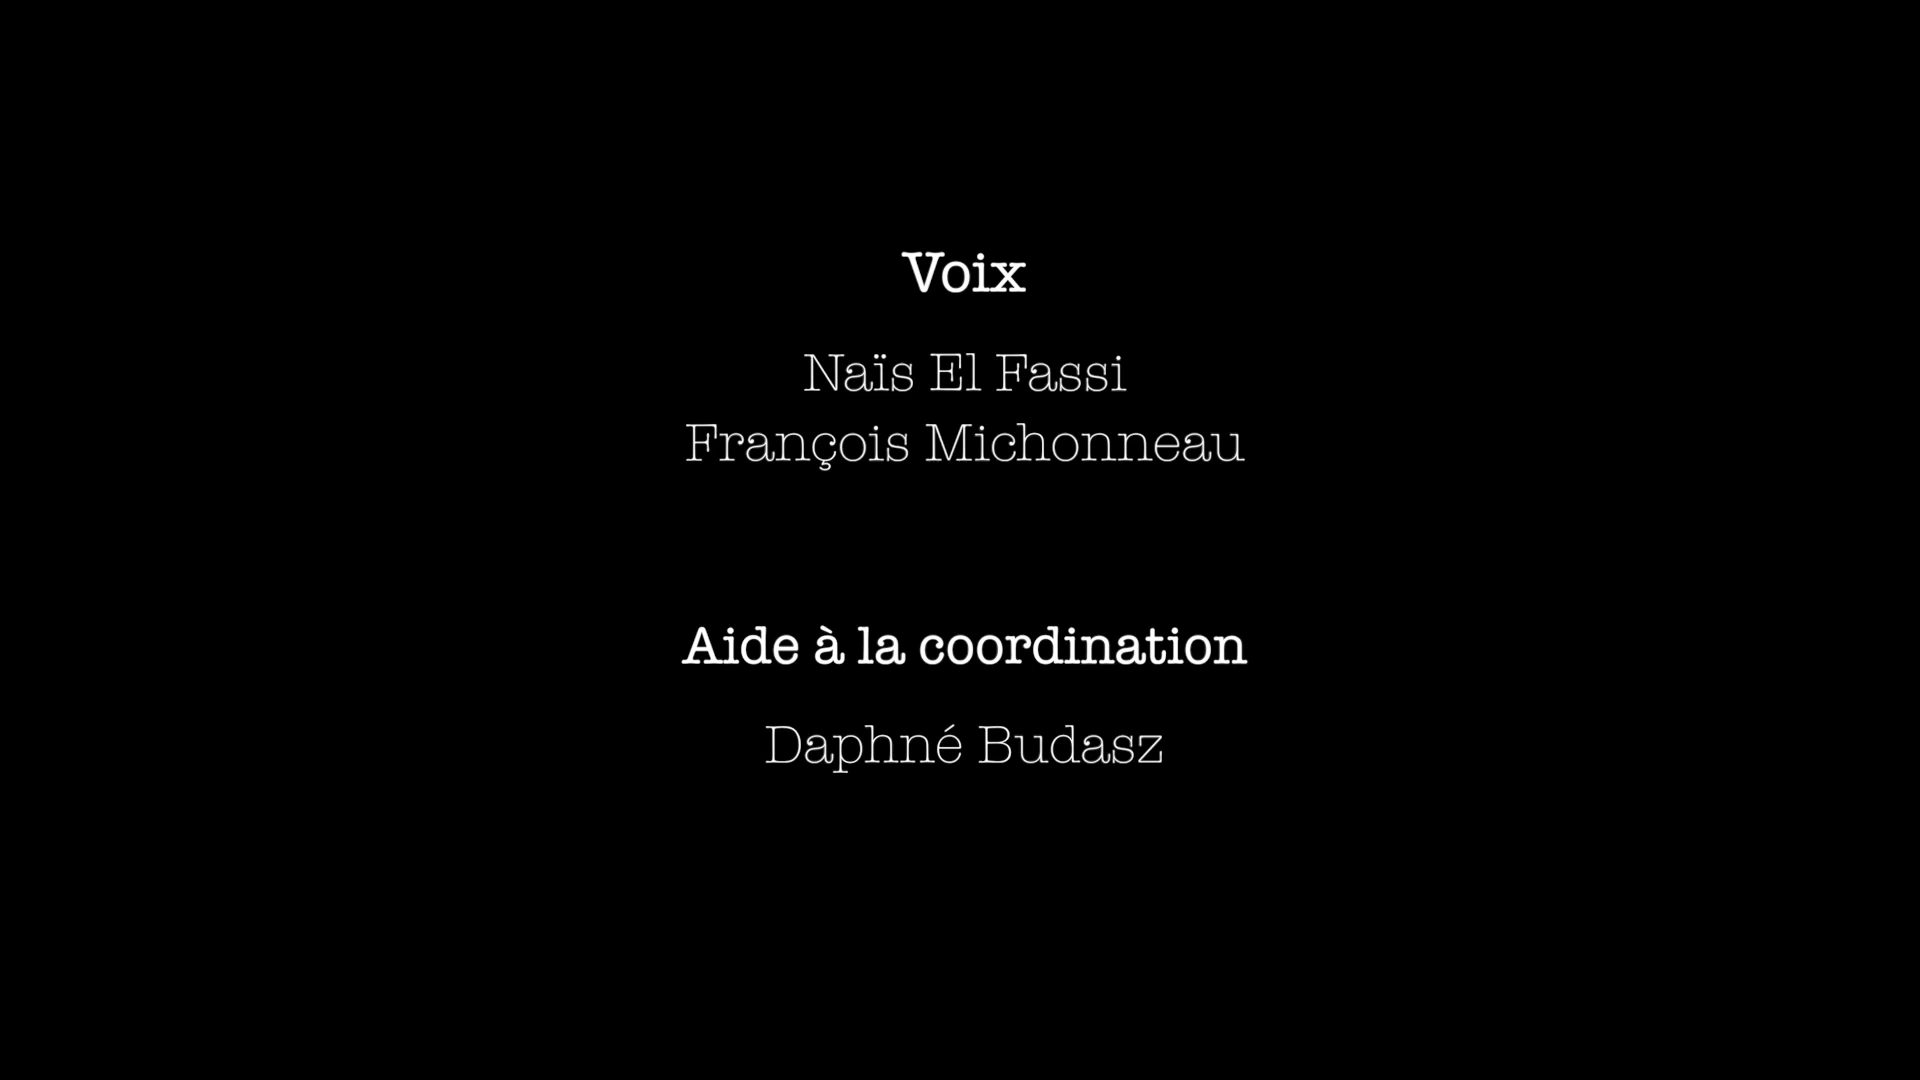 Voix
Naïs El Fassi
François Michonneau
Aide à la coordination
Daphné Budasz